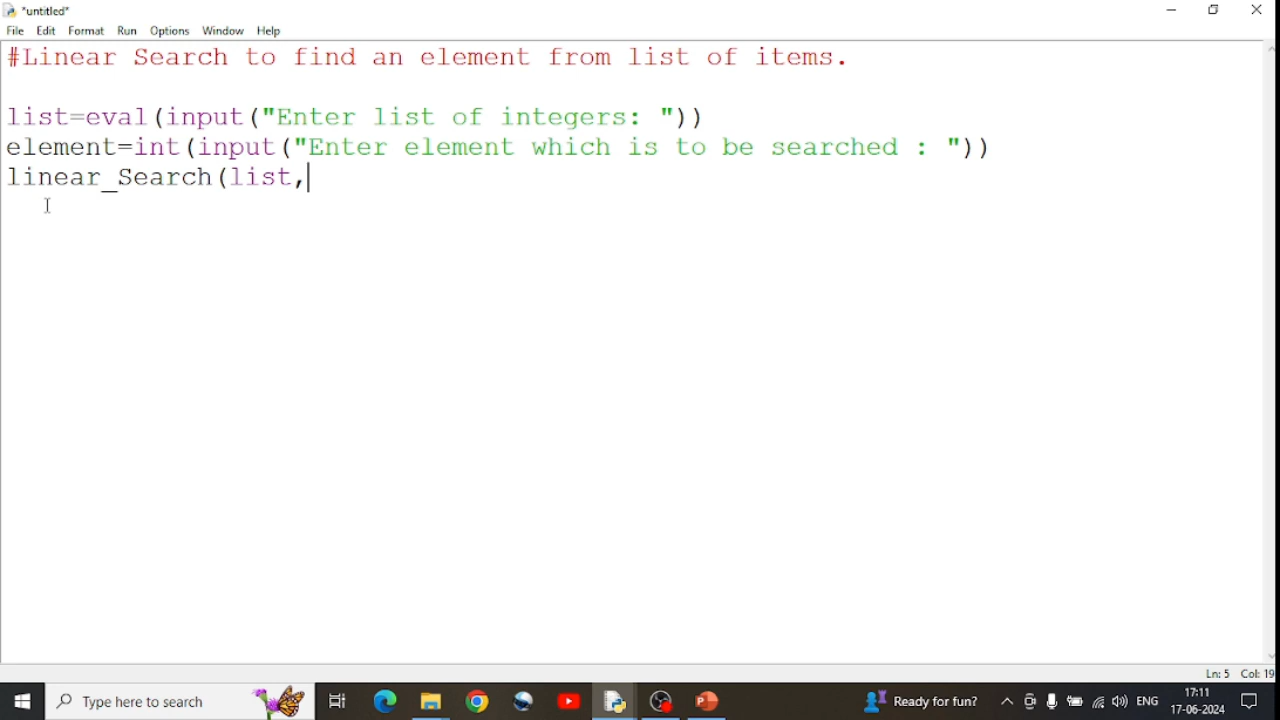 *untitled*
File Edit Format Run Options Window Help
#Linear Search to find an element from list of items.
list=eval(input("Enter list of integers: "))
element=int(input("Enter element which is to be searched : "))
linear_Search(list,
Ln: 5 Col: 19
Type here to search
Ready for fun?
ENG
17:11
17-06-2024